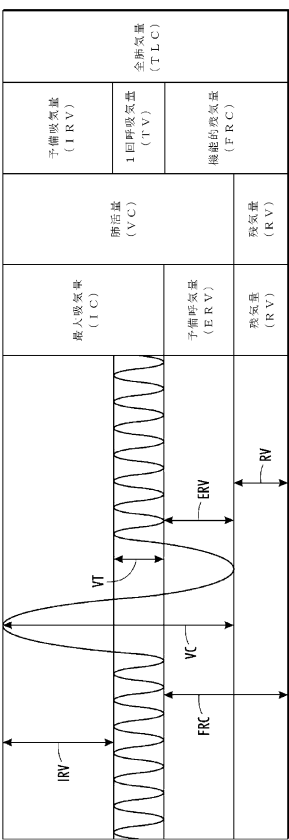 全肺気量
(TLC)
予備吸気量
(IRV)
1回呼吸気量
(TV)
機能的残気量
(FRC)
肺活量
(VC)
残気量
(RV)
最大吸気量
(IC)
予備呼気量
(ERV)
残気量
(RV)
IRV
VT
VC
ERV
FRC
RV